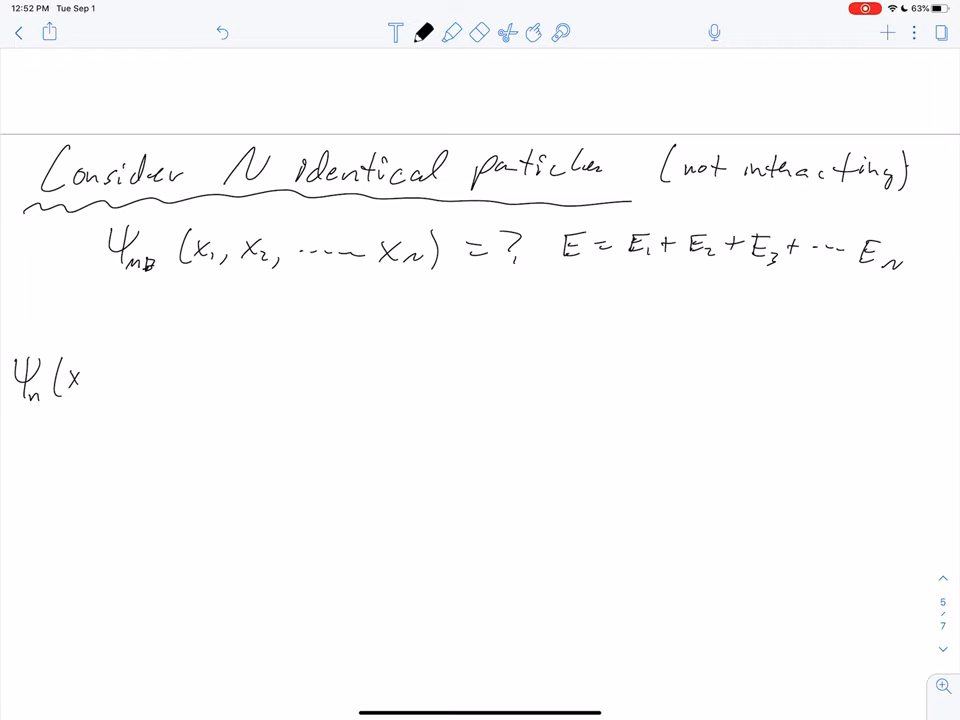 12:52 PM Tue Sep 1 63%
Consider N identical particles (not interacting)
Ψ_MB (x₁, x₂, ..... x_N) = ? E = E₁ + E₂ + E₃ + ... E_N
Ψ_n (x
5
/
7